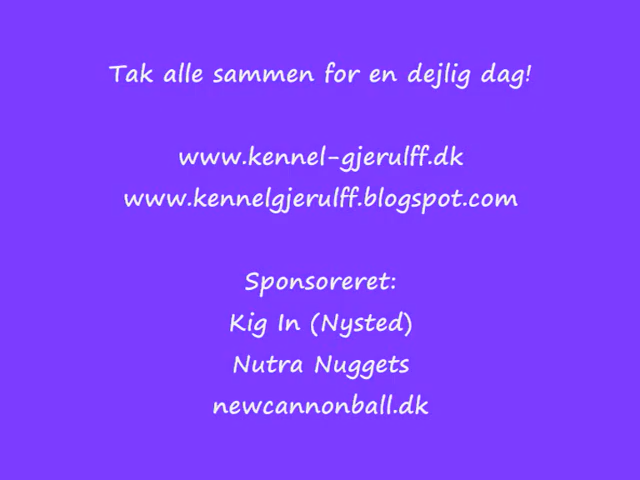 Tak alle sammen for en dejlig dag!
www.kennel-gjerulff.dk
www.kennelgjerulff.blogspot.com
Sponsoreret:
Kig In (Nysted)
Nutra Nuggets
newcannonball.dk